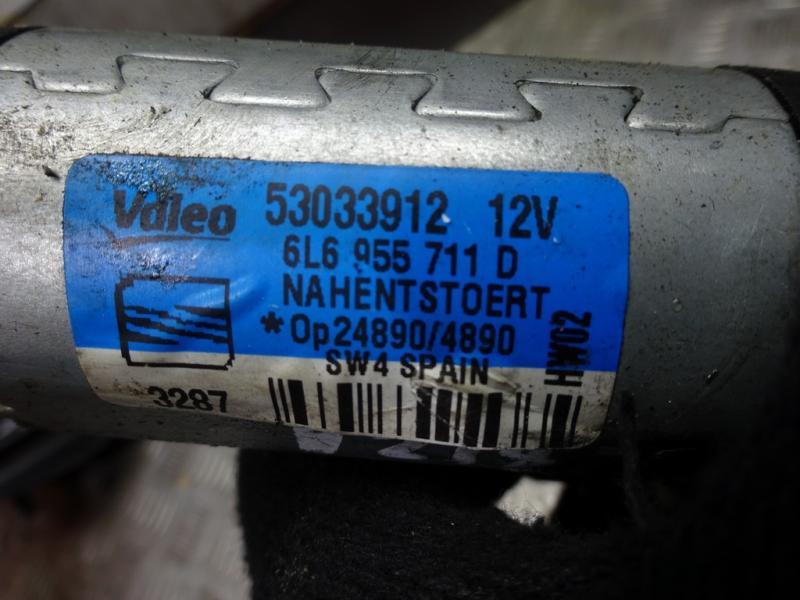 Valeo 53033912 12V
6L6 955 711 D
NAHENTSTOERT
*Op24890/4890
SW4 SPAIN
HW02
3287